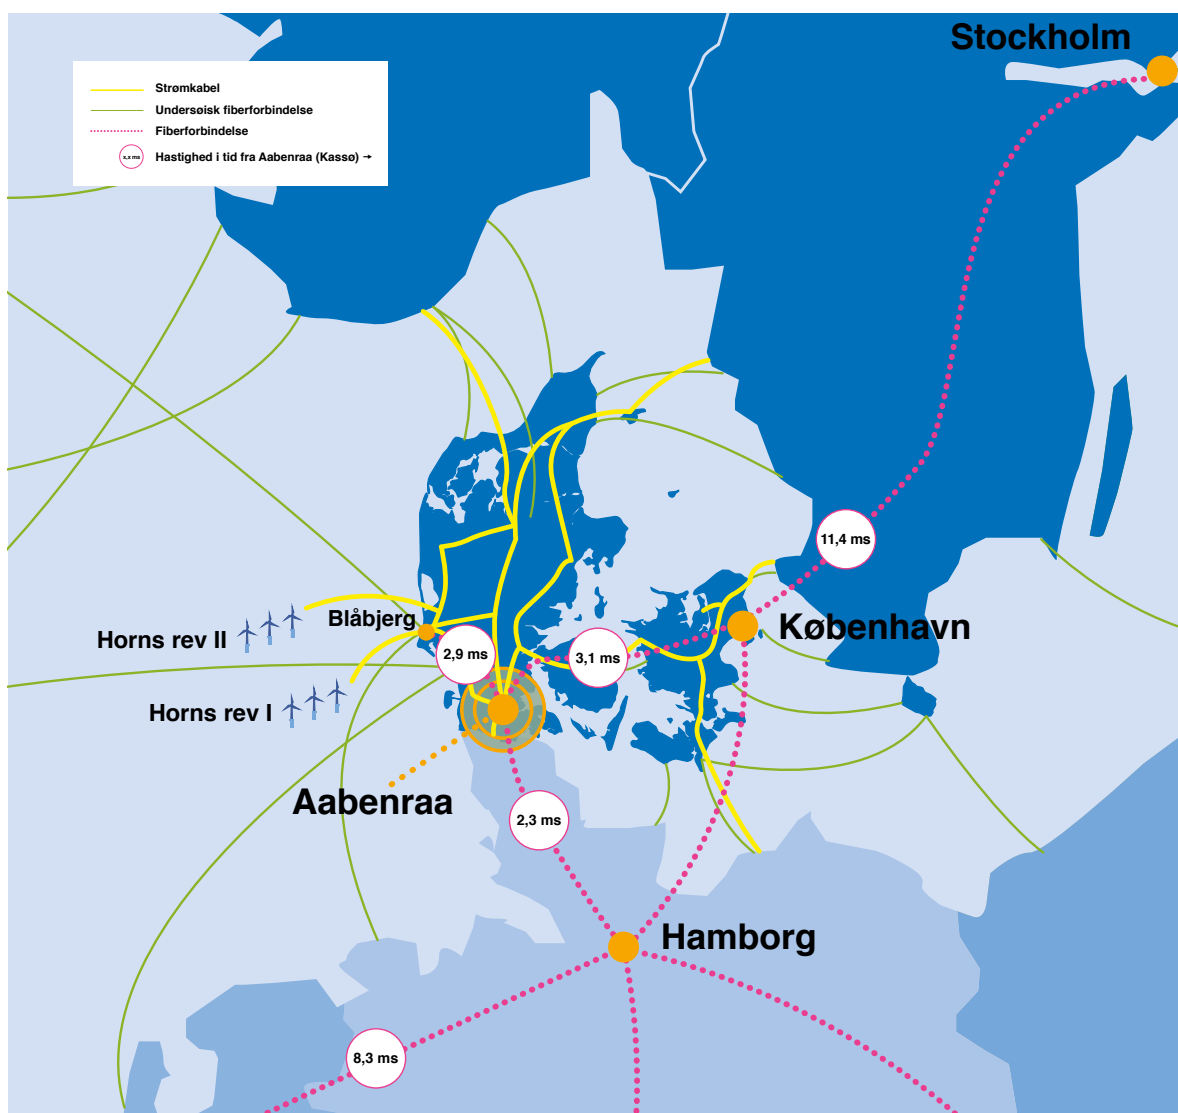 Stockholm
Strømkabel
Undersøisk fiberforbindelse
Fiberforbindelse
x,x ms
Hastighed i tid fra Aabenraa (Kassø) →
11,4 ms
Blåbjerg
Horns rev II
København
2,9 ms
3,1 ms
Horns rev I
Aabenraa
2,3 ms
Hamborg
8,3 ms